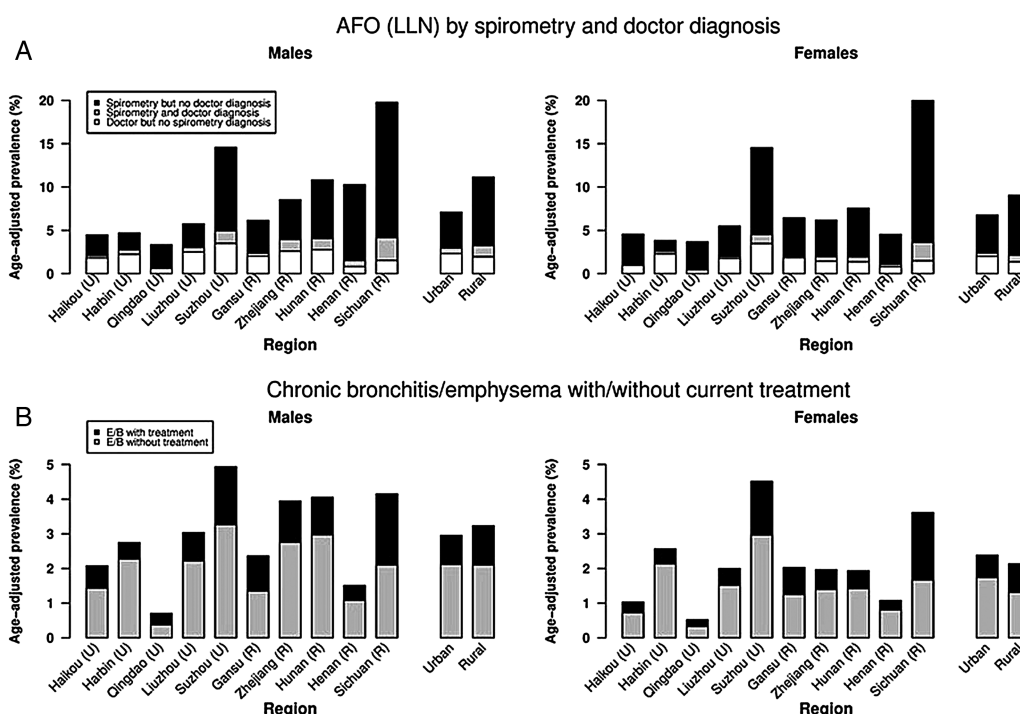 AFO (LLN) by spirometry and doctor diagnosis
A
Males
Females
Age–adjusted prevalence (%)
20
15
10
5
0
Spirometry but no doctor diagnosis
Spirometry and doctor diagnosis
Doctor but no spirometry diagnosis
Haikou (U)
Harbin (U)
Qingdao (U)
Liuzhou (U)
Suzhou (U)
Gansu (R)
Zhejiang (R)
Hunan (R)
Henan (R)
Sichuan (R)
Urban
Rural
Region
Age–adjusted prevalence (%)
20
15
10
5
0
Haikou (U)
Harbin (U)
Qingdao (U)
Liuzhou (U)
Suzhou (U)
Gansu (R)
Zhejiang (R)
Hunan (R)
Henan (R)
Sichuan (R)
Urban
Rural
Region
Chronic bronchitis/emphysema with/without current treatment
B
Males
Females
Age–adjusted prevalence (%)
5
4
3
2
1
0
E/B with treatment
E/B without treatment
Haikou (U)
Harbin (U)
Qingdao (U)
Liuzhou (U)
Suzhou (U)
Gansu (R)
Zhejiang (R)
Hunan (R)
Henan (R)
Sichuan (R)
Urban
Rural
Region
Age–adjusted prevalence (%)
5
4
3
2
1
0
Haikou (U)
Harbin (U)
Qingdao (U)
Liuzhou (U)
Suzhou (U)
Gansu (R)
Zhejiang (R)
Hunan (R)
Henan (R)
Sichuan (R)
Urban
Rural
Region